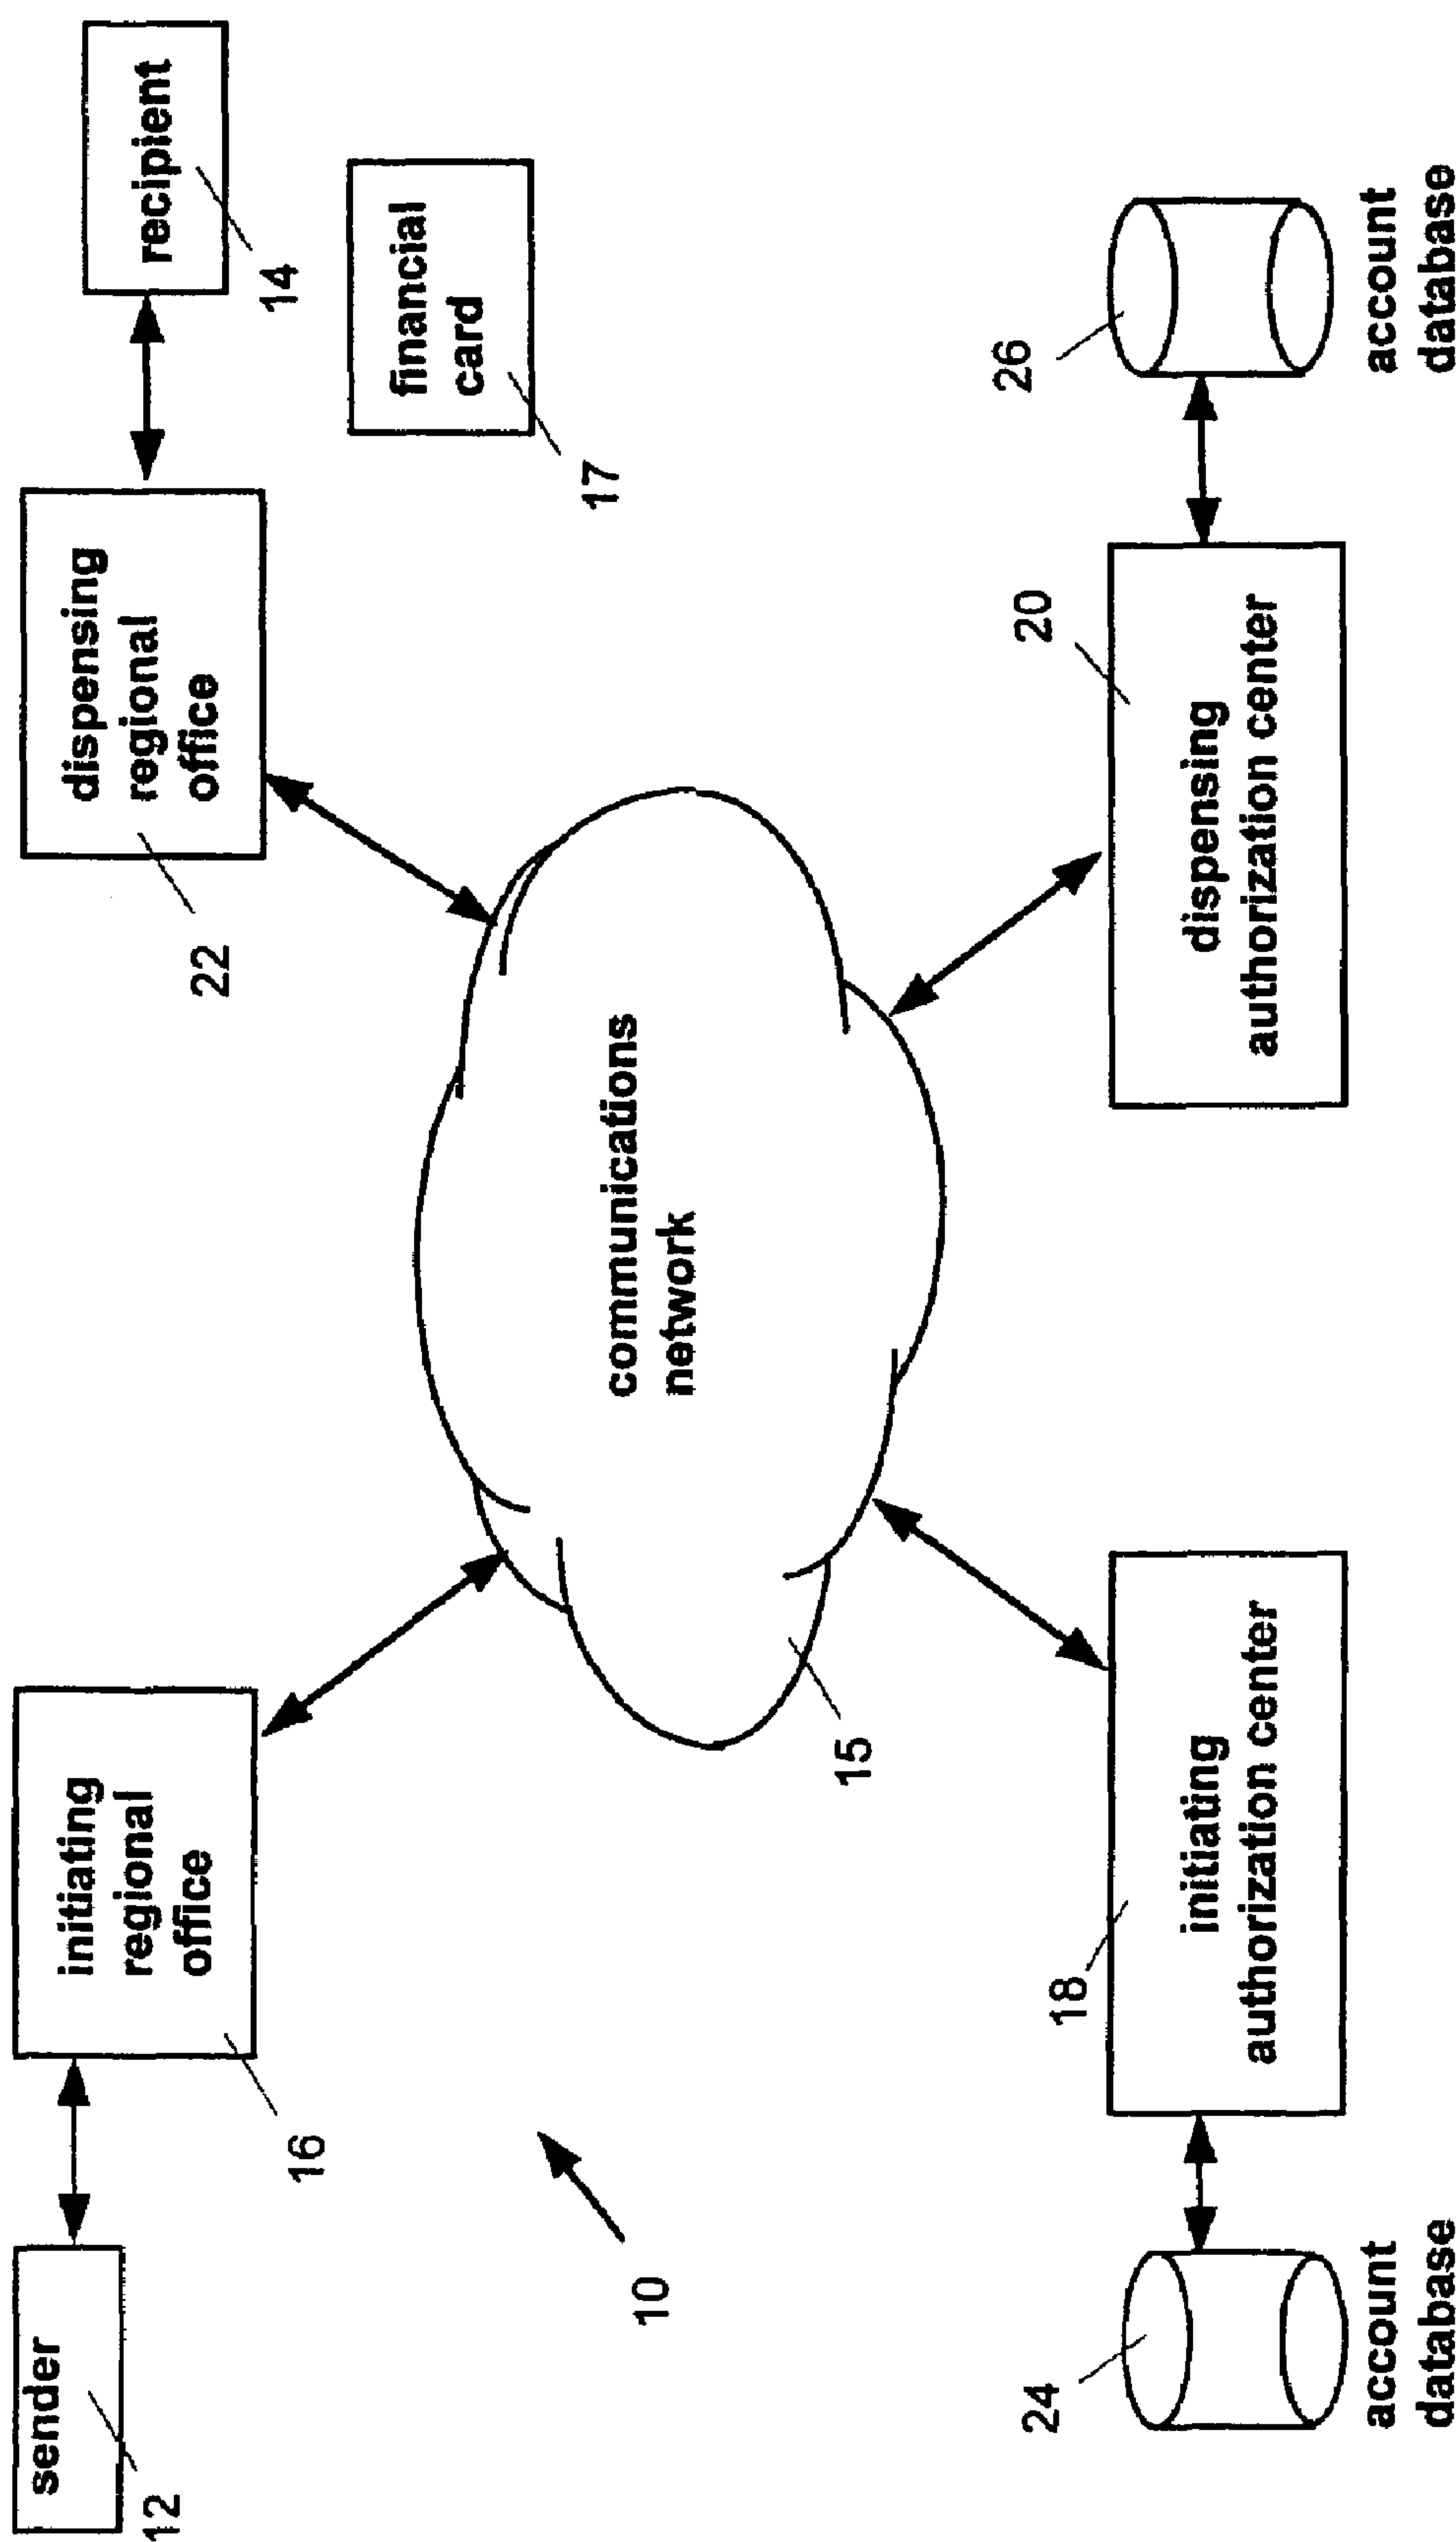 sender
12
initiating
regional
office
16
dispensing
regional
office
22
recipient
14
financial
card
17
communications
network
15
10
24
account
database
initiating
authorization center
18
dispensing
authorization center
20
26
account
database